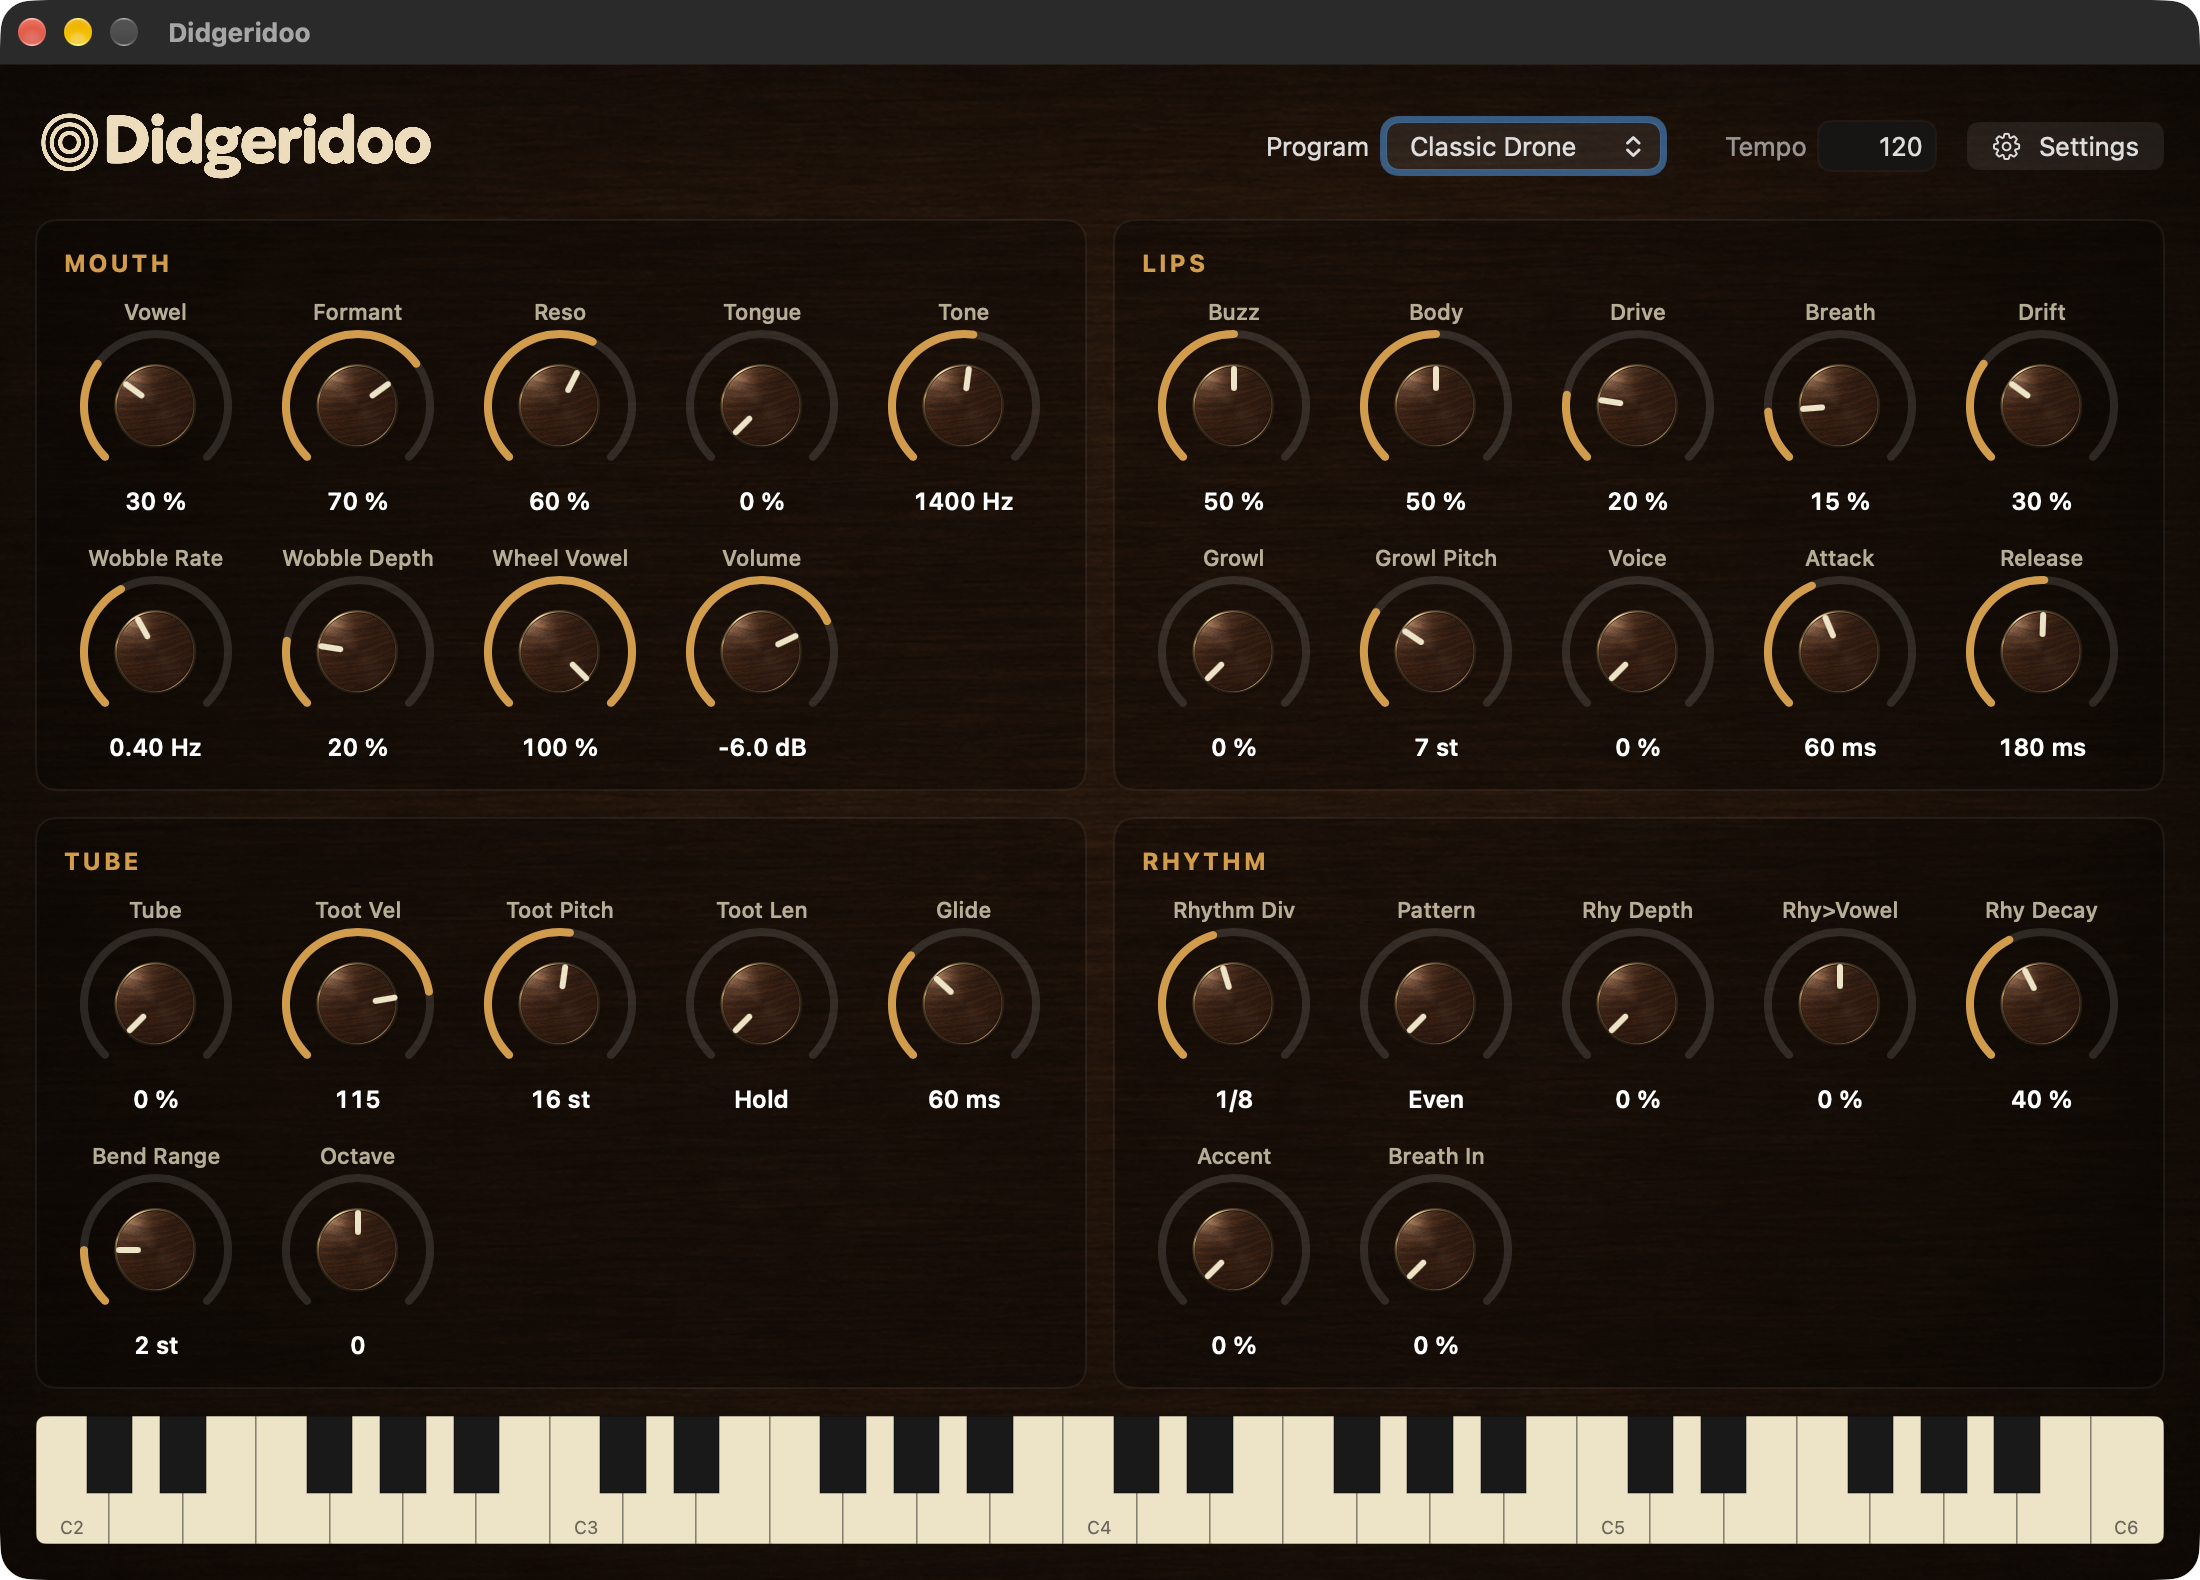 Didgeridoo
Didgeridoo
Program Classic Drone Tempo 120 Settings
MOUTH
Vowel Formant Reso Tongue Tone
30 % 70 % 60 % 0 % 1400 Hz
Wobble Rate Wobble Depth Wheel Vowel Volume
0.40 Hz 20 % 100 % -6.0 dB
LIPS
Buzz Body Drive Breath Drift
50 % 50 % 20 % 15 % 30 %
Growl Growl Pitch Voice Attack Release
0 % 7 st 0 % 60 ms 180 ms
TUBE
Tube Toot Vel Toot Pitch Toot Len Glide
0 % 115 16 st Hold 60 ms
Bend Range Octave
2 st 0
RHYTHM
Rhythm Div Pattern Rhy Depth Rhy>Vowel Rhy Decay
1/8 Even 0 % 0 % 40 %
Accent Breath In
0 % 0 %
C2 C3 C4 C5 C6